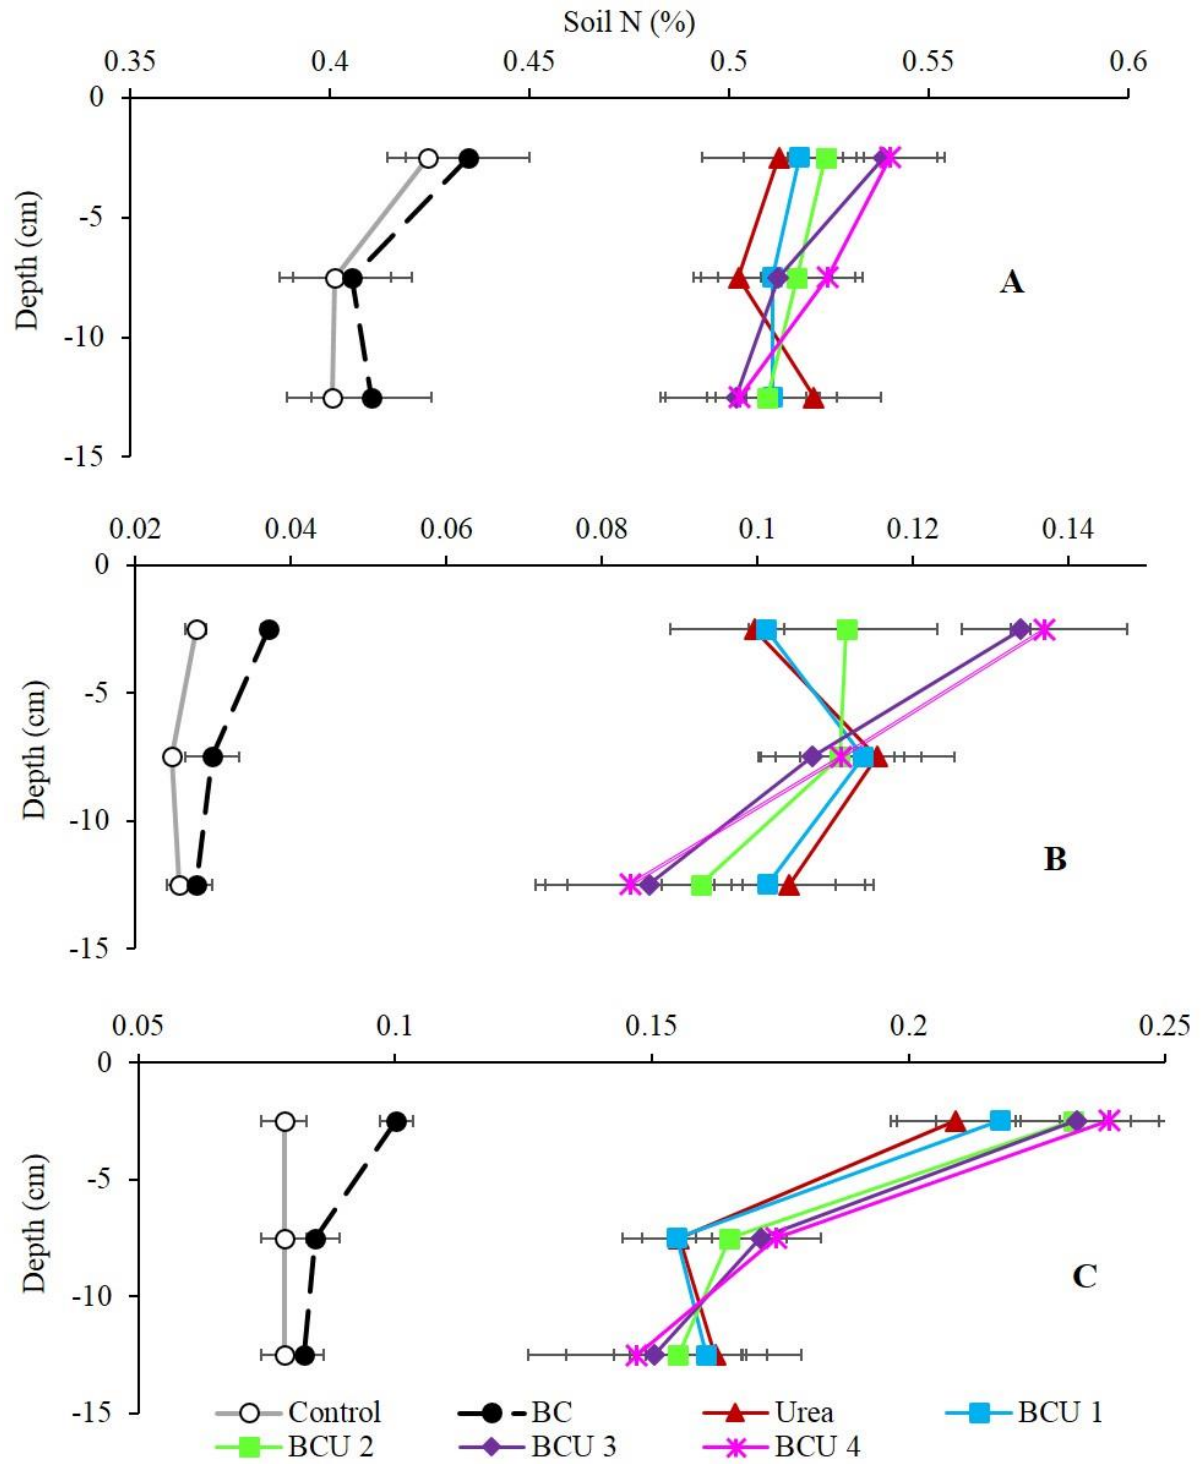 Soil N (%)
0.35 0.4 0.45 0.5 0.55 0.6
0
-5
-10
-15
Depth (cm)
A
0.02 0.04 0.06 0.08 0.1 0.12 0.14
0
-5
-10
-15
Depth (cm)
B
0.05 0.1 0.15 0.2 0.25
0
-5
-10
-15
Depth (cm)
C
Control BC Urea BCU 1
BCU 2 BCU 3 BCU 4